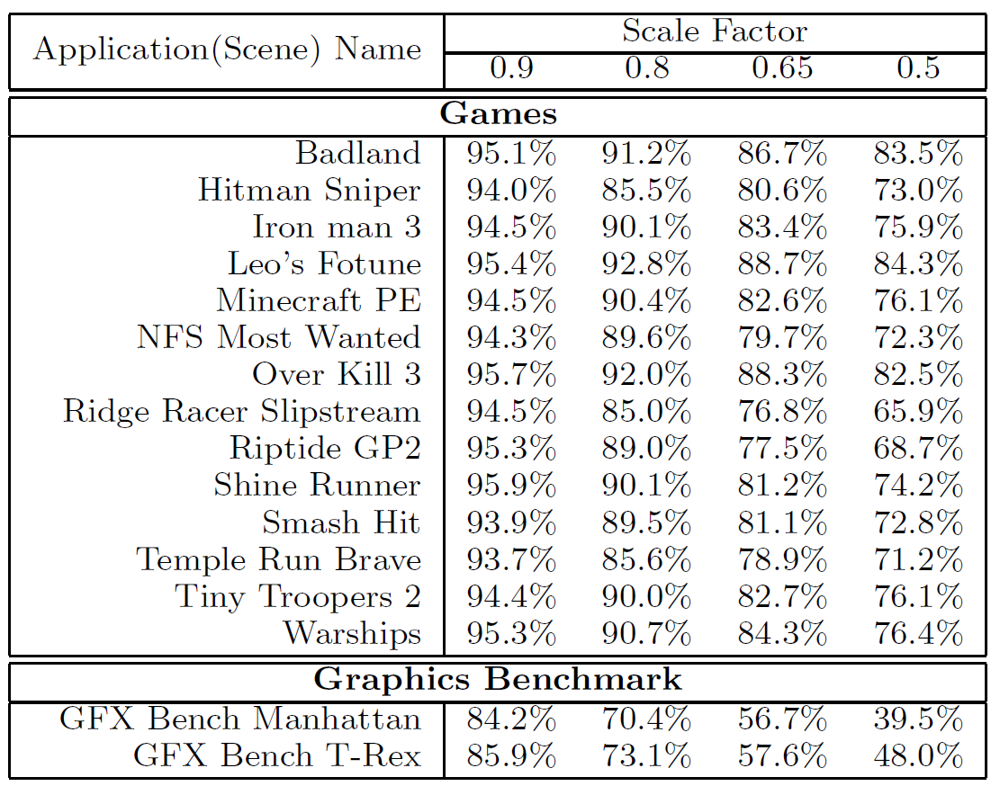 Application(Scene) Name Scale Factor
0.9 0.8 0.65 0.5
Games
Badland 95.1% 91.2% 86.7% 83.5%
Hitman Sniper 94.0% 85.5% 80.6% 73.0%
Iron man 3 94.5% 90.1% 83.4% 75.9%
Leo's Fotune 95.4% 92.8% 88.7% 84.3%
Minecraft PE 94.5% 90.4% 82.6% 76.1%
NFS Most Wanted 94.3% 89.6% 79.7% 72.3%
Over Kill 3 95.7% 92.0% 88.3% 82.5%
Ridge Racer Slipstream 94.5% 85.0% 76.8% 65.9%
Riptide GP2 95.3% 89.0% 77.5% 68.7%
Shine Runner 95.9% 90.1% 81.2% 74.2%
Smash Hit 93.9% 89.5% 81.1% 72.8%
Temple Run Brave 93.7% 85.6% 78.9% 71.2%
Tiny Troopers 2 94.4% 90.0% 82.7% 76.1%
Warships 95.3% 90.7% 84.3% 76.4%
Graphics Benchmark
GFX Bench Manhattan 84.2% 70.4% 56.7% 39.5%
GFX Bench T-Rex 85.9% 73.1% 57.6% 48.0%